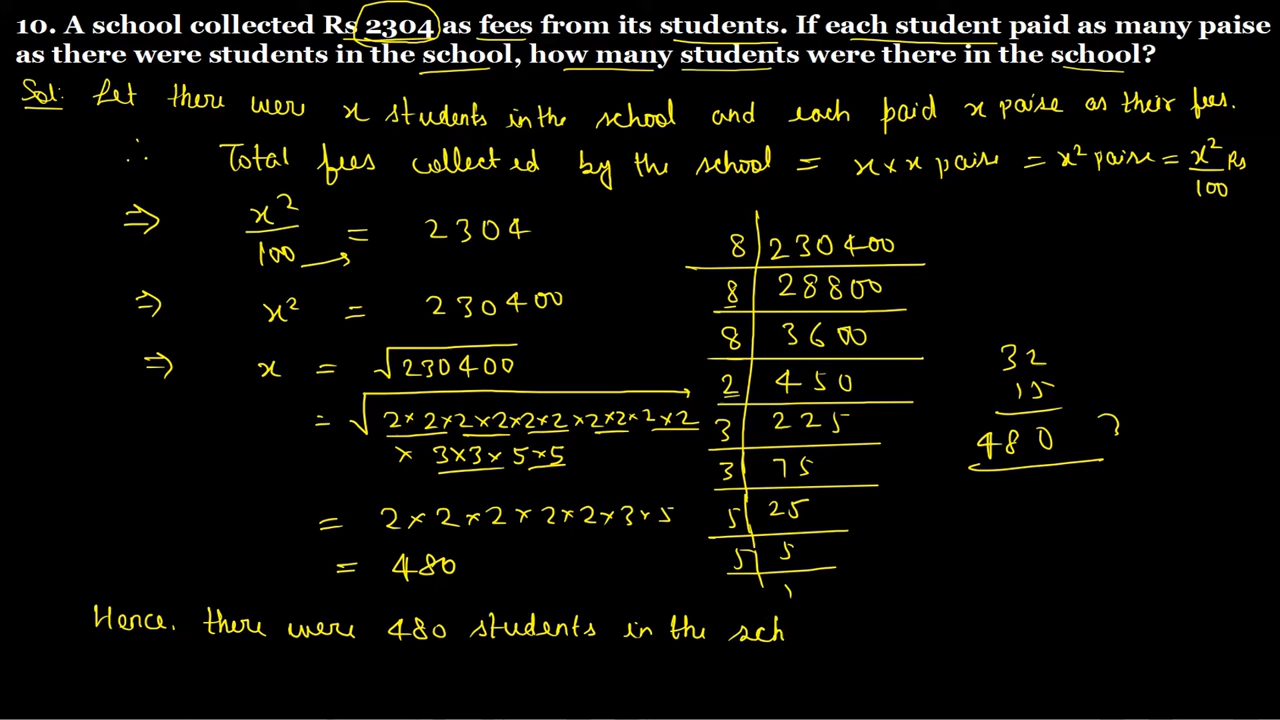 10. A school collected Rs 2304 as fees from its students. If each student paid as many paise
as there were students in the school, how many students were there in the school?
Sol: Let there were x students in the school and each paid x paise as their fees.
∴ Total fees collected by the school = x × x paise = x² paise = x²/100 Rs
⇒ x²/100 = 2304
⇒ x² = 230400
⇒ x = √230400
= √2×2×2×2×2×2×2×2×2×2
× 3×3×5×5
= 2×2×2×2×2×3×5
= 480
Hence. there were 480 students in the sch
8 | 230400
8 | 28800
8 | 3600
2 | 450
3 | 225
3 | 75
5 | 25
5 | 5
1
32
15
480